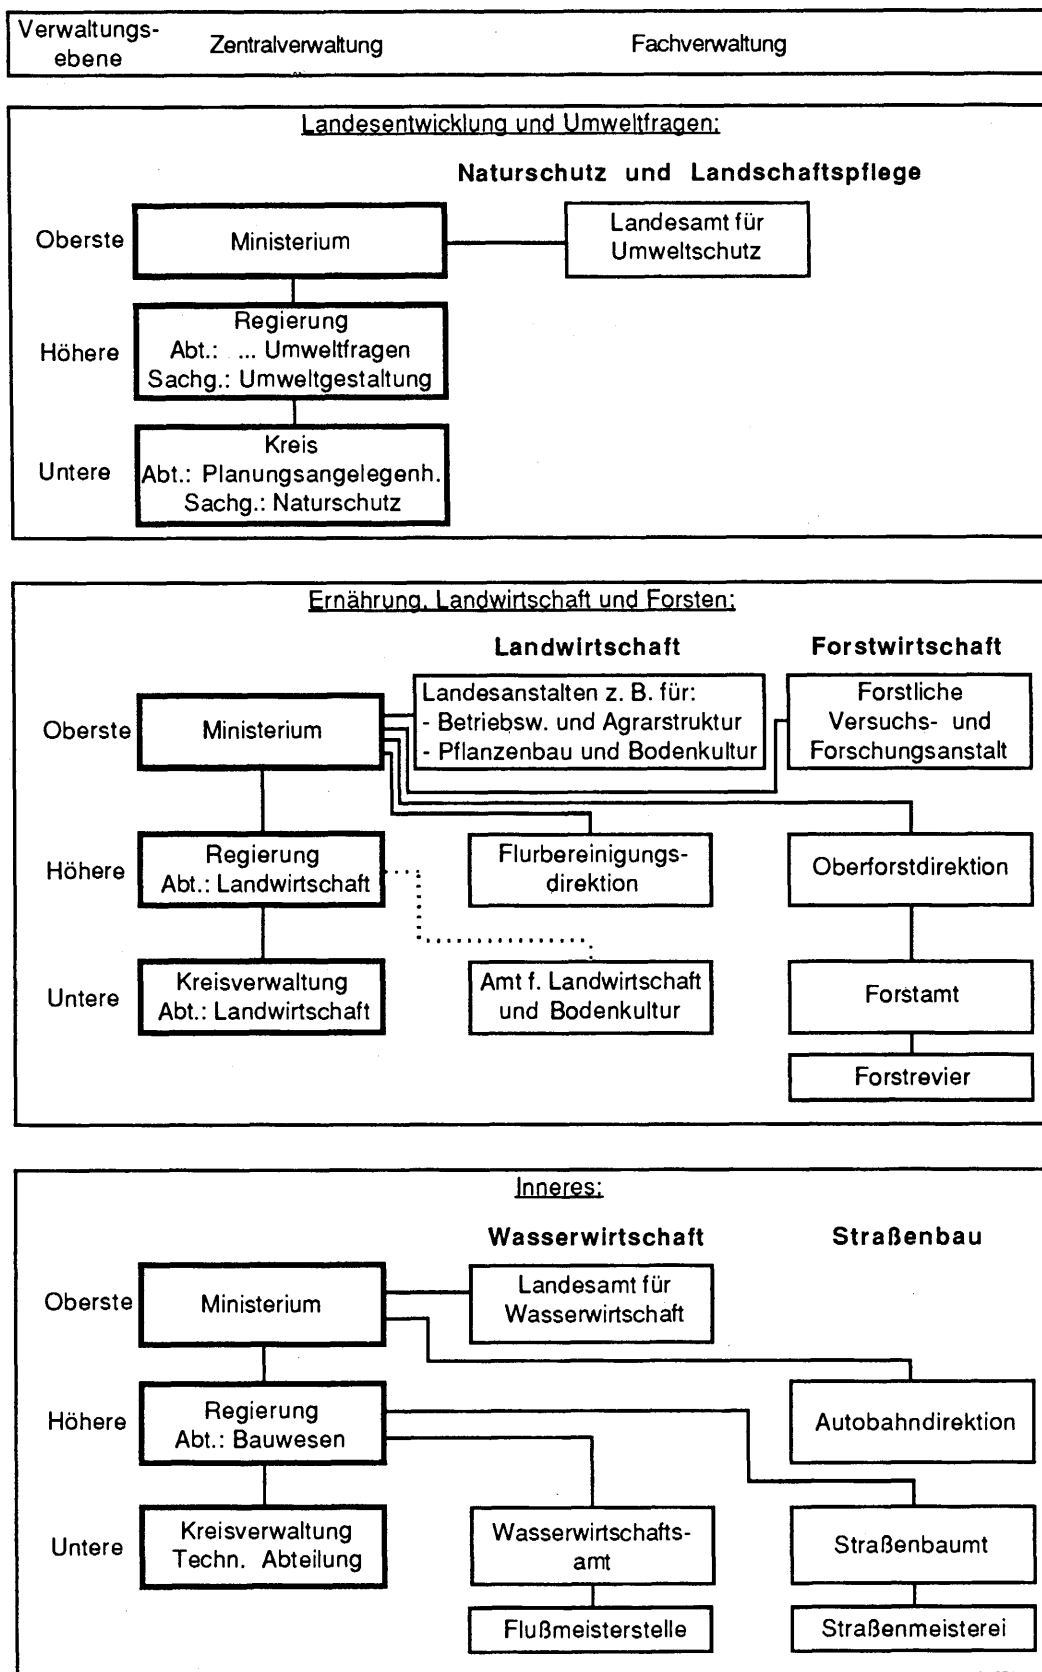 Verwaltungs-
ebene
Zentralverwaltung
Fachverwaltung
Landesentwicklung und Umweltfragen:
Naturschutz und Landschaftspflege
Oberste
Ministerium
Landesamt für
Umweltschutz
Höhere
Regierung
Abt.: ... Umweltfragen
Sachg.: Umweltgestaltung
Untere
Kreis
Abt.: Planungsangelegenh.
Sachg.: Naturschutz
Ernährung, Landwirtschaft und Forsten:
Landwirtschaft
Forstwirtschaft
Oberste
Ministerium
Landesanstalten z. B. für:
- Betriebsw. und Agrarstruktur
- Pflanzenbau und Bodenkultur
Forstliche
Versuchs- und
Forschungsanstalt
Höhere
Regierung
Abt.: Landwirtschaft
Flurbereinigungs-
direktion
Oberforstdirektion
Untere
Kreisverwaltung
Abt.: Landwirtschaft
Amt f. Landwirtschaft
und Bodenkultur
Forstamt
Forstrevier
Inneres:
Wasserwirtschaft
Straßenbau
Oberste
Ministerium
Landesamt für
Wasserwirtschaft
Höhere
Regierung
Abt.: Bauwesen
Autobahndirektion
Untere
Kreisverwaltung
Techn. Abteilung
Wasserwirtschafts-
amt
Straßenbaumt
Flußmeisterstelle
Straßenmeisterei